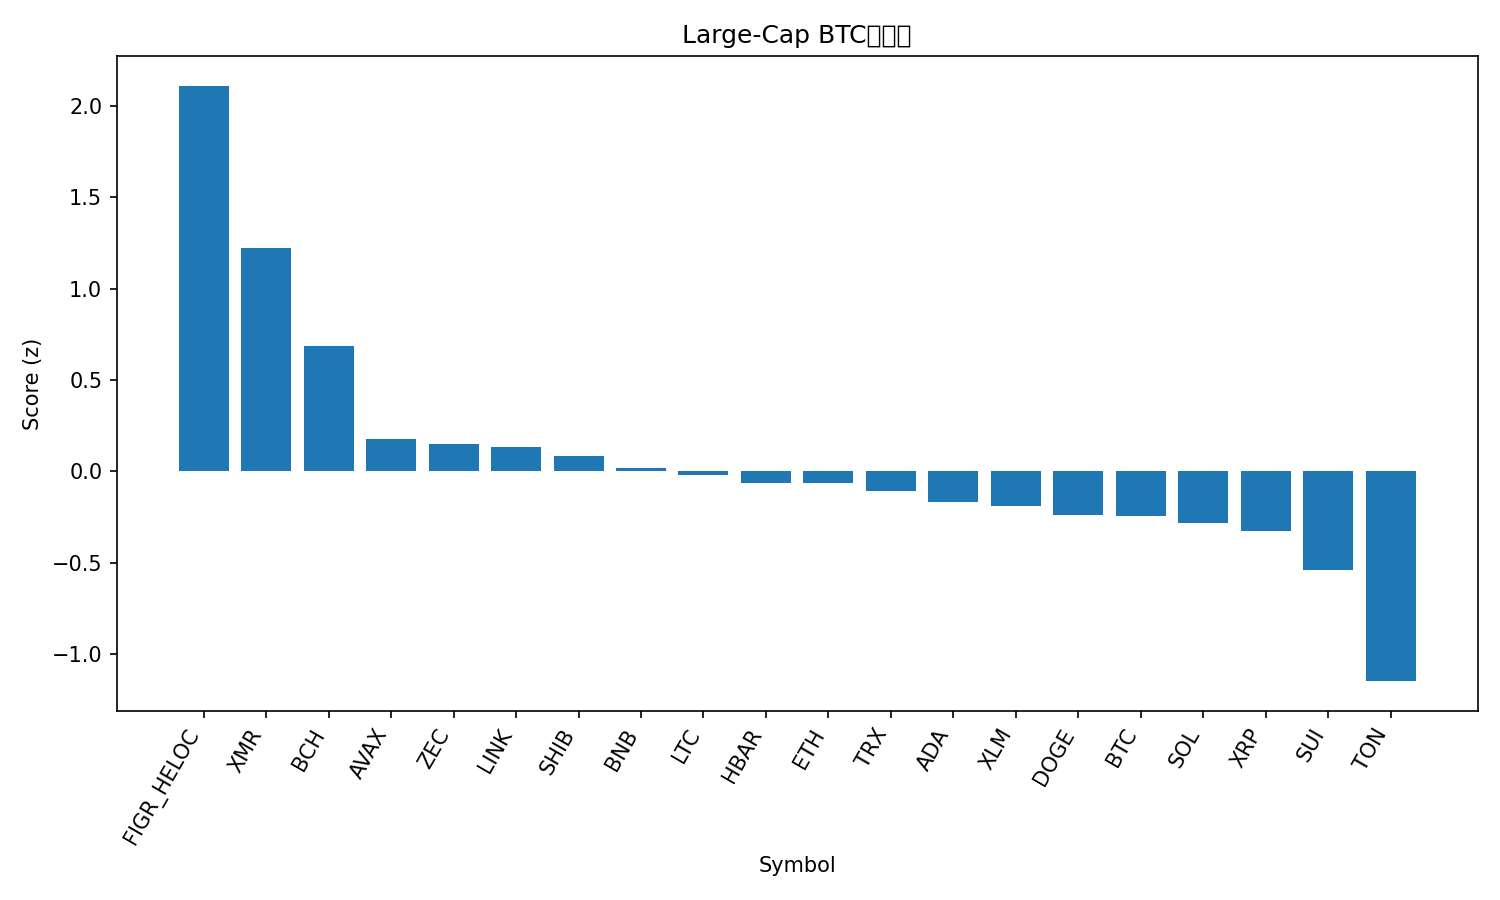 Large-Cap BTC
Score (z)
2.0
1.5
1.0
0.5
0.0
−0.5
−1.0
FIGR_HELOC
XMR
BCH
AVAX
ZEC
LINK
SHIB
BNB
LTC
HBAR
ETH
TRX
ADA
XLM
DOGE
BTC
SOL
XRP
SUI
TON
Symbol